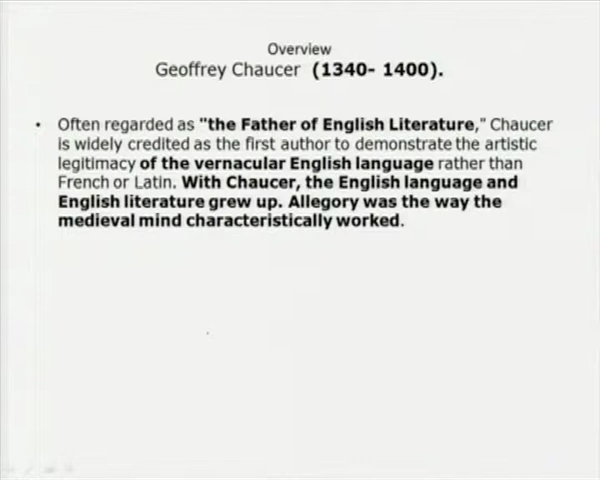 Overview
Geoffrey Chaucer (1340- 1400).
• Often regarded as "the Father of English Literature," Chaucer
is widely credited as the first author to demonstrate the artistic
legitimacy of the vernacular English language rather than
French or Latin. With Chaucer, the English language and
English literature grew up. Allegory was the way the
medieval mind characteristically worked.